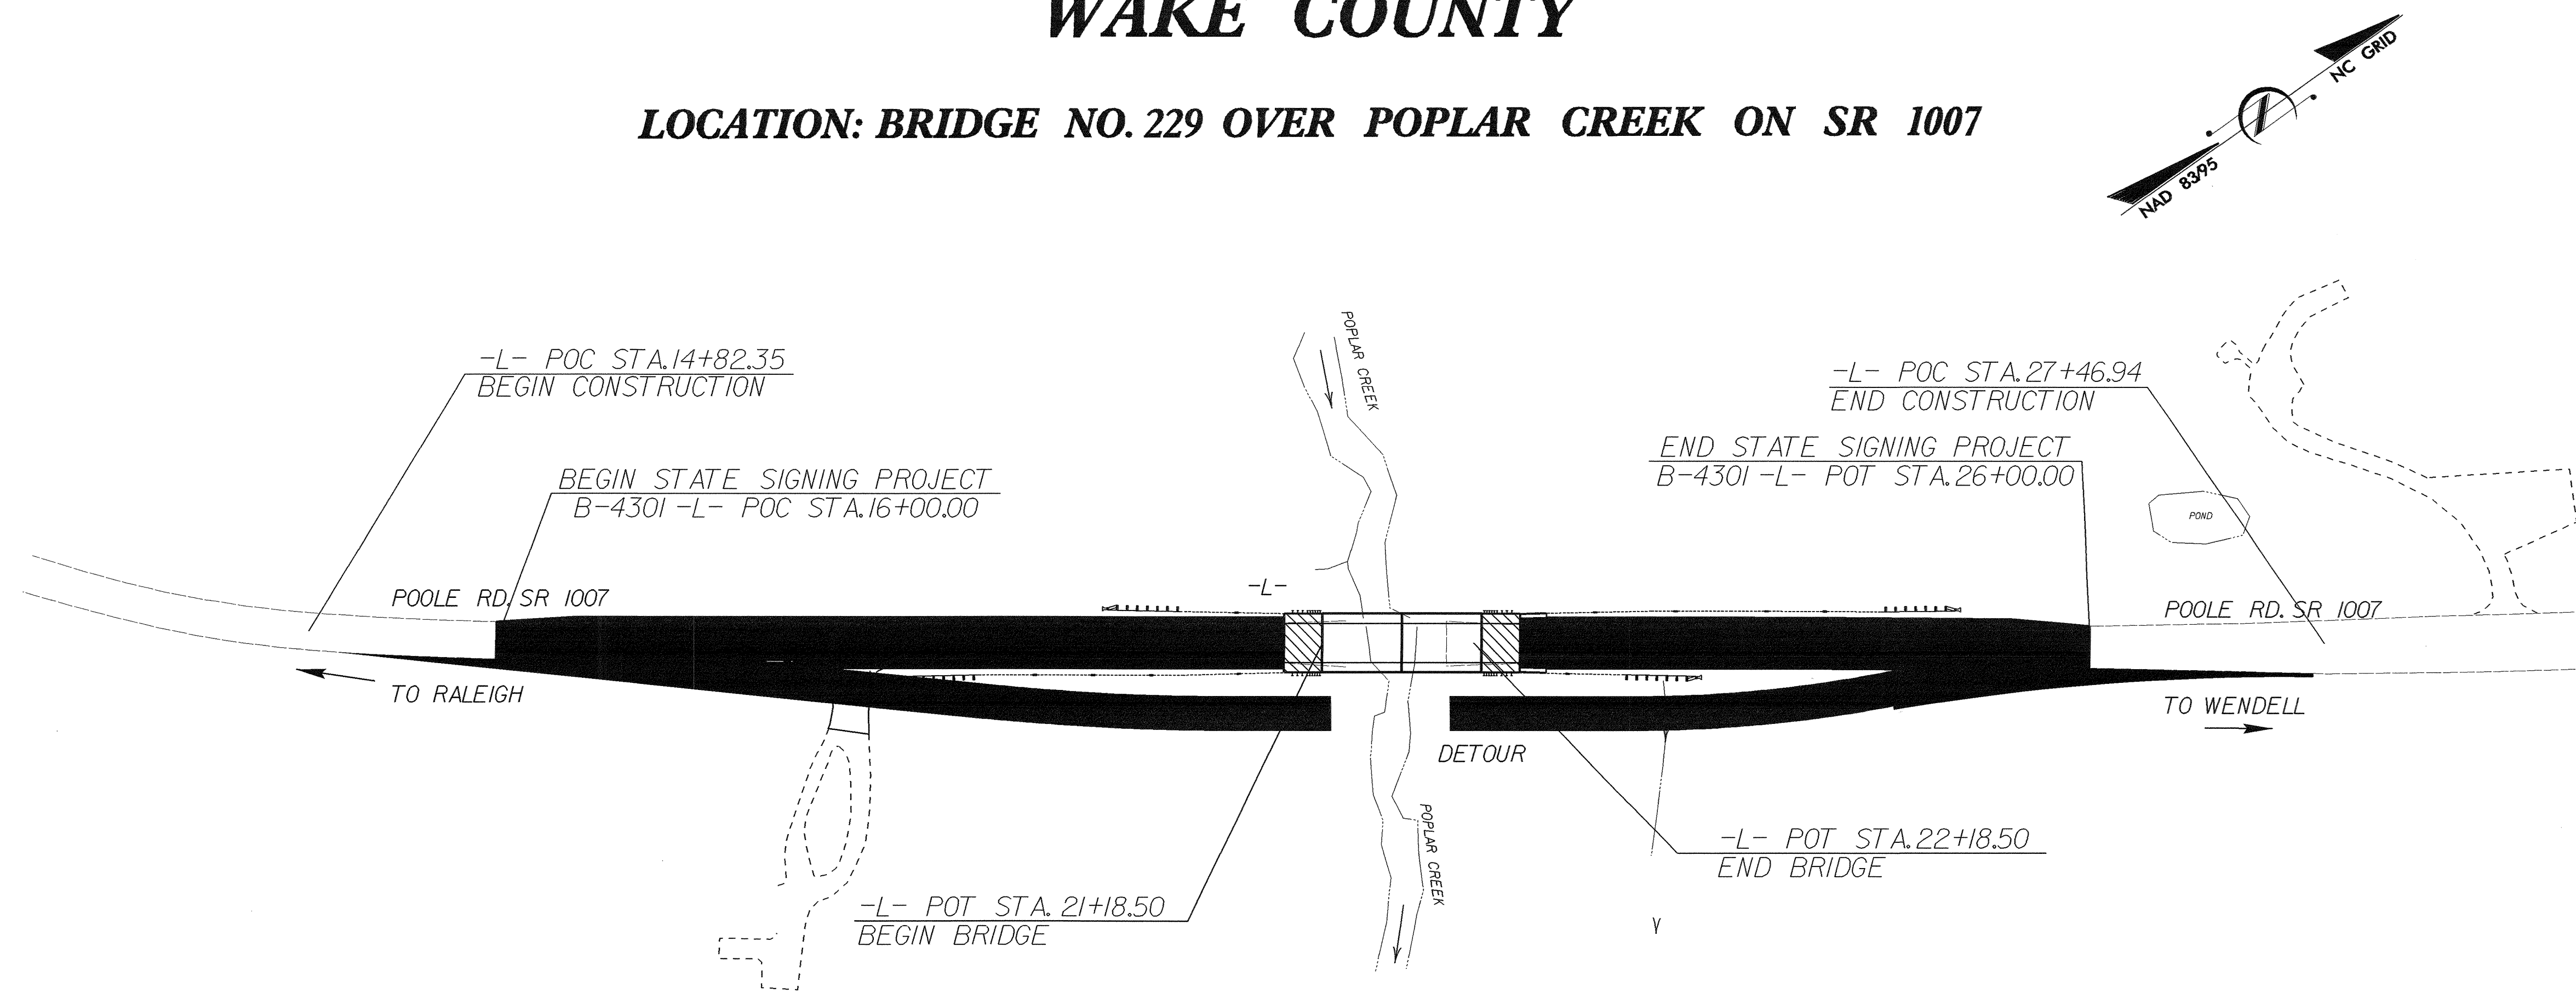 WAKE COUNTY
LOCATION: BRIDGE NO. 229 OVER POPLAR CREEK ON SR 1007
NC GRID
NAD 83/95
POPLAR CREEK
-L- POC STA. 14+82.35
BEGIN CONSTRUCTION
-L- POC STA. 27+46.94
END CONSTRUCTION
BEGIN STATE SIGNING PROJECT
B-4301 -L- POC STA. 16+00.00
END STATE SIGNING PROJECT
B-4301 -L- POT STA. 26+00.00
POND
-L-
POOLE RD. SR 1007
POOLE RD. SR 1007
TO RALEIGH
TO WENDELL
DETOUR
POPLAR CREEK
-L- POT STA. 22+18.50
END BRIDGE
-L- POT STA. 21+18.50
BEGIN BRIDGE